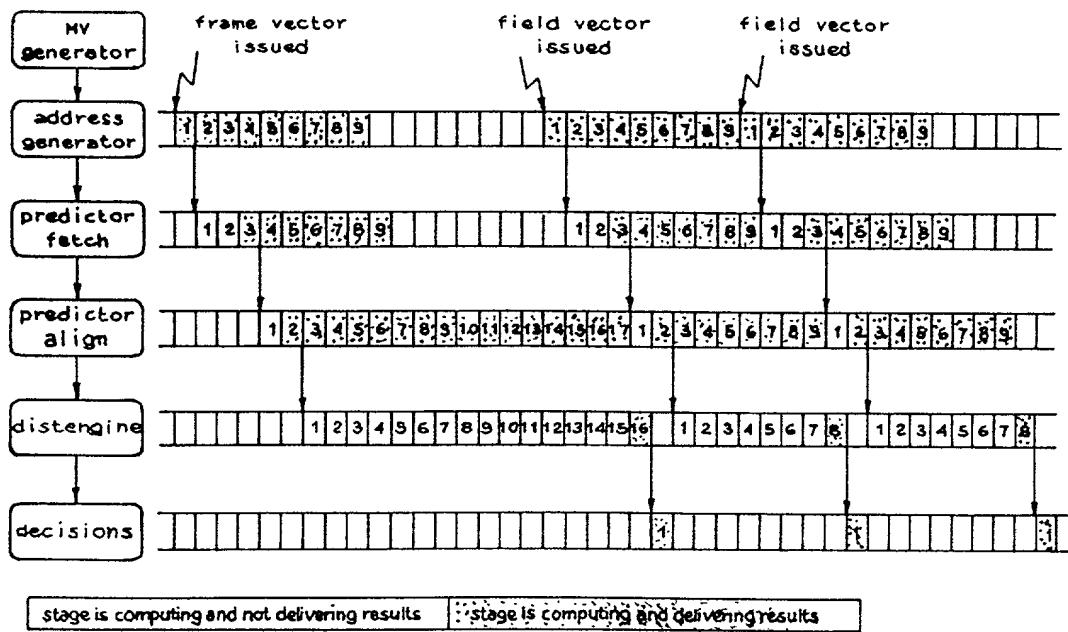 MV generator
frame vector issued
field vector issued
field vector issued
address generator
1 2 3 4 5 6 7 8 9 1 2 3 4 5 6 7 8 9 1 2 3 4 5 6 7 8 9
predictor fetch
1 2 3 4 5 6 7 8 9 1 2 3 4 5 6 7 8 9 1 2 3 4 5 6 7 8 9
predictor align
1 2 3 4 5 6 7 8 9 10 11 12 13 14 15 16 17 1 2 3 4 5 6 7 8 9 1 2 3 4 5 6 7 8 9
distengine
1 2 3 4 5 6 7 8 9 10 11 12 13 14 15 16 1 2 3 4 5 6 7 8 1 2 3 4 5 6 7 8
decisions
1 1 1
stage is computing and not delivering results
stage is computing and delivering results